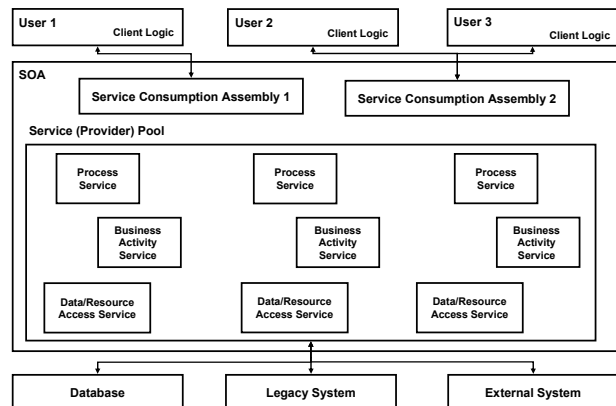 User 1
Client Logic
User 2
Client Logic
User 3
Client Logic
SOA
Service Consumption Assembly 1
Service Consumption Assembly 2
Service (Provider) Pool
Process
Service
Process
Service
Process
Service
Business
Activity
Service
Business
Activity
Service
Business
Activity
Service
Data/Resource
Access Service
Data/Resource
Access Service
Data/Resource
Access Service
Database
Legacy System
External System